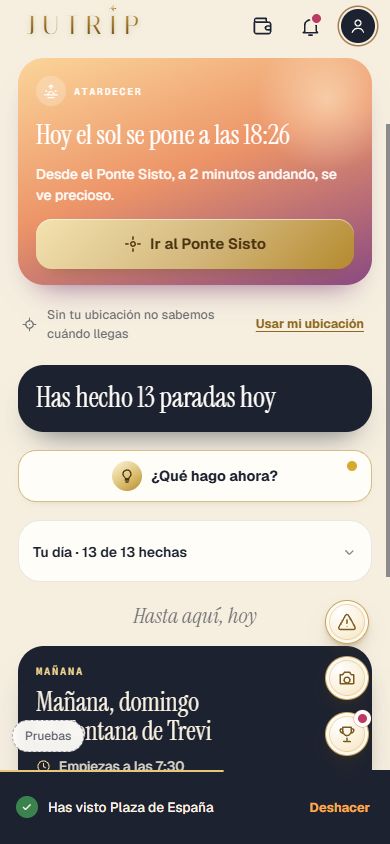 JUTRIP
ATARDECER
Hoy el sol se pone a las 18:26
Desde el Ponte Sisto, a 2 minutos andando, se
ve precioso.
Ir al Ponte Sisto
Sin tu ubicación no sabemos
cuándo llegas
Usar mi ubicación
Has hecho 13 paradas hoy
¿Qué hago ahora?
Tu día · 13 de 13 hechas
Hasta aquí, hoy
MAÑANA
Mañana, domingo
ontana de Trevi
Pruebas
Empiezas a las 7:30
Has visto Plaza de España
Deshacer